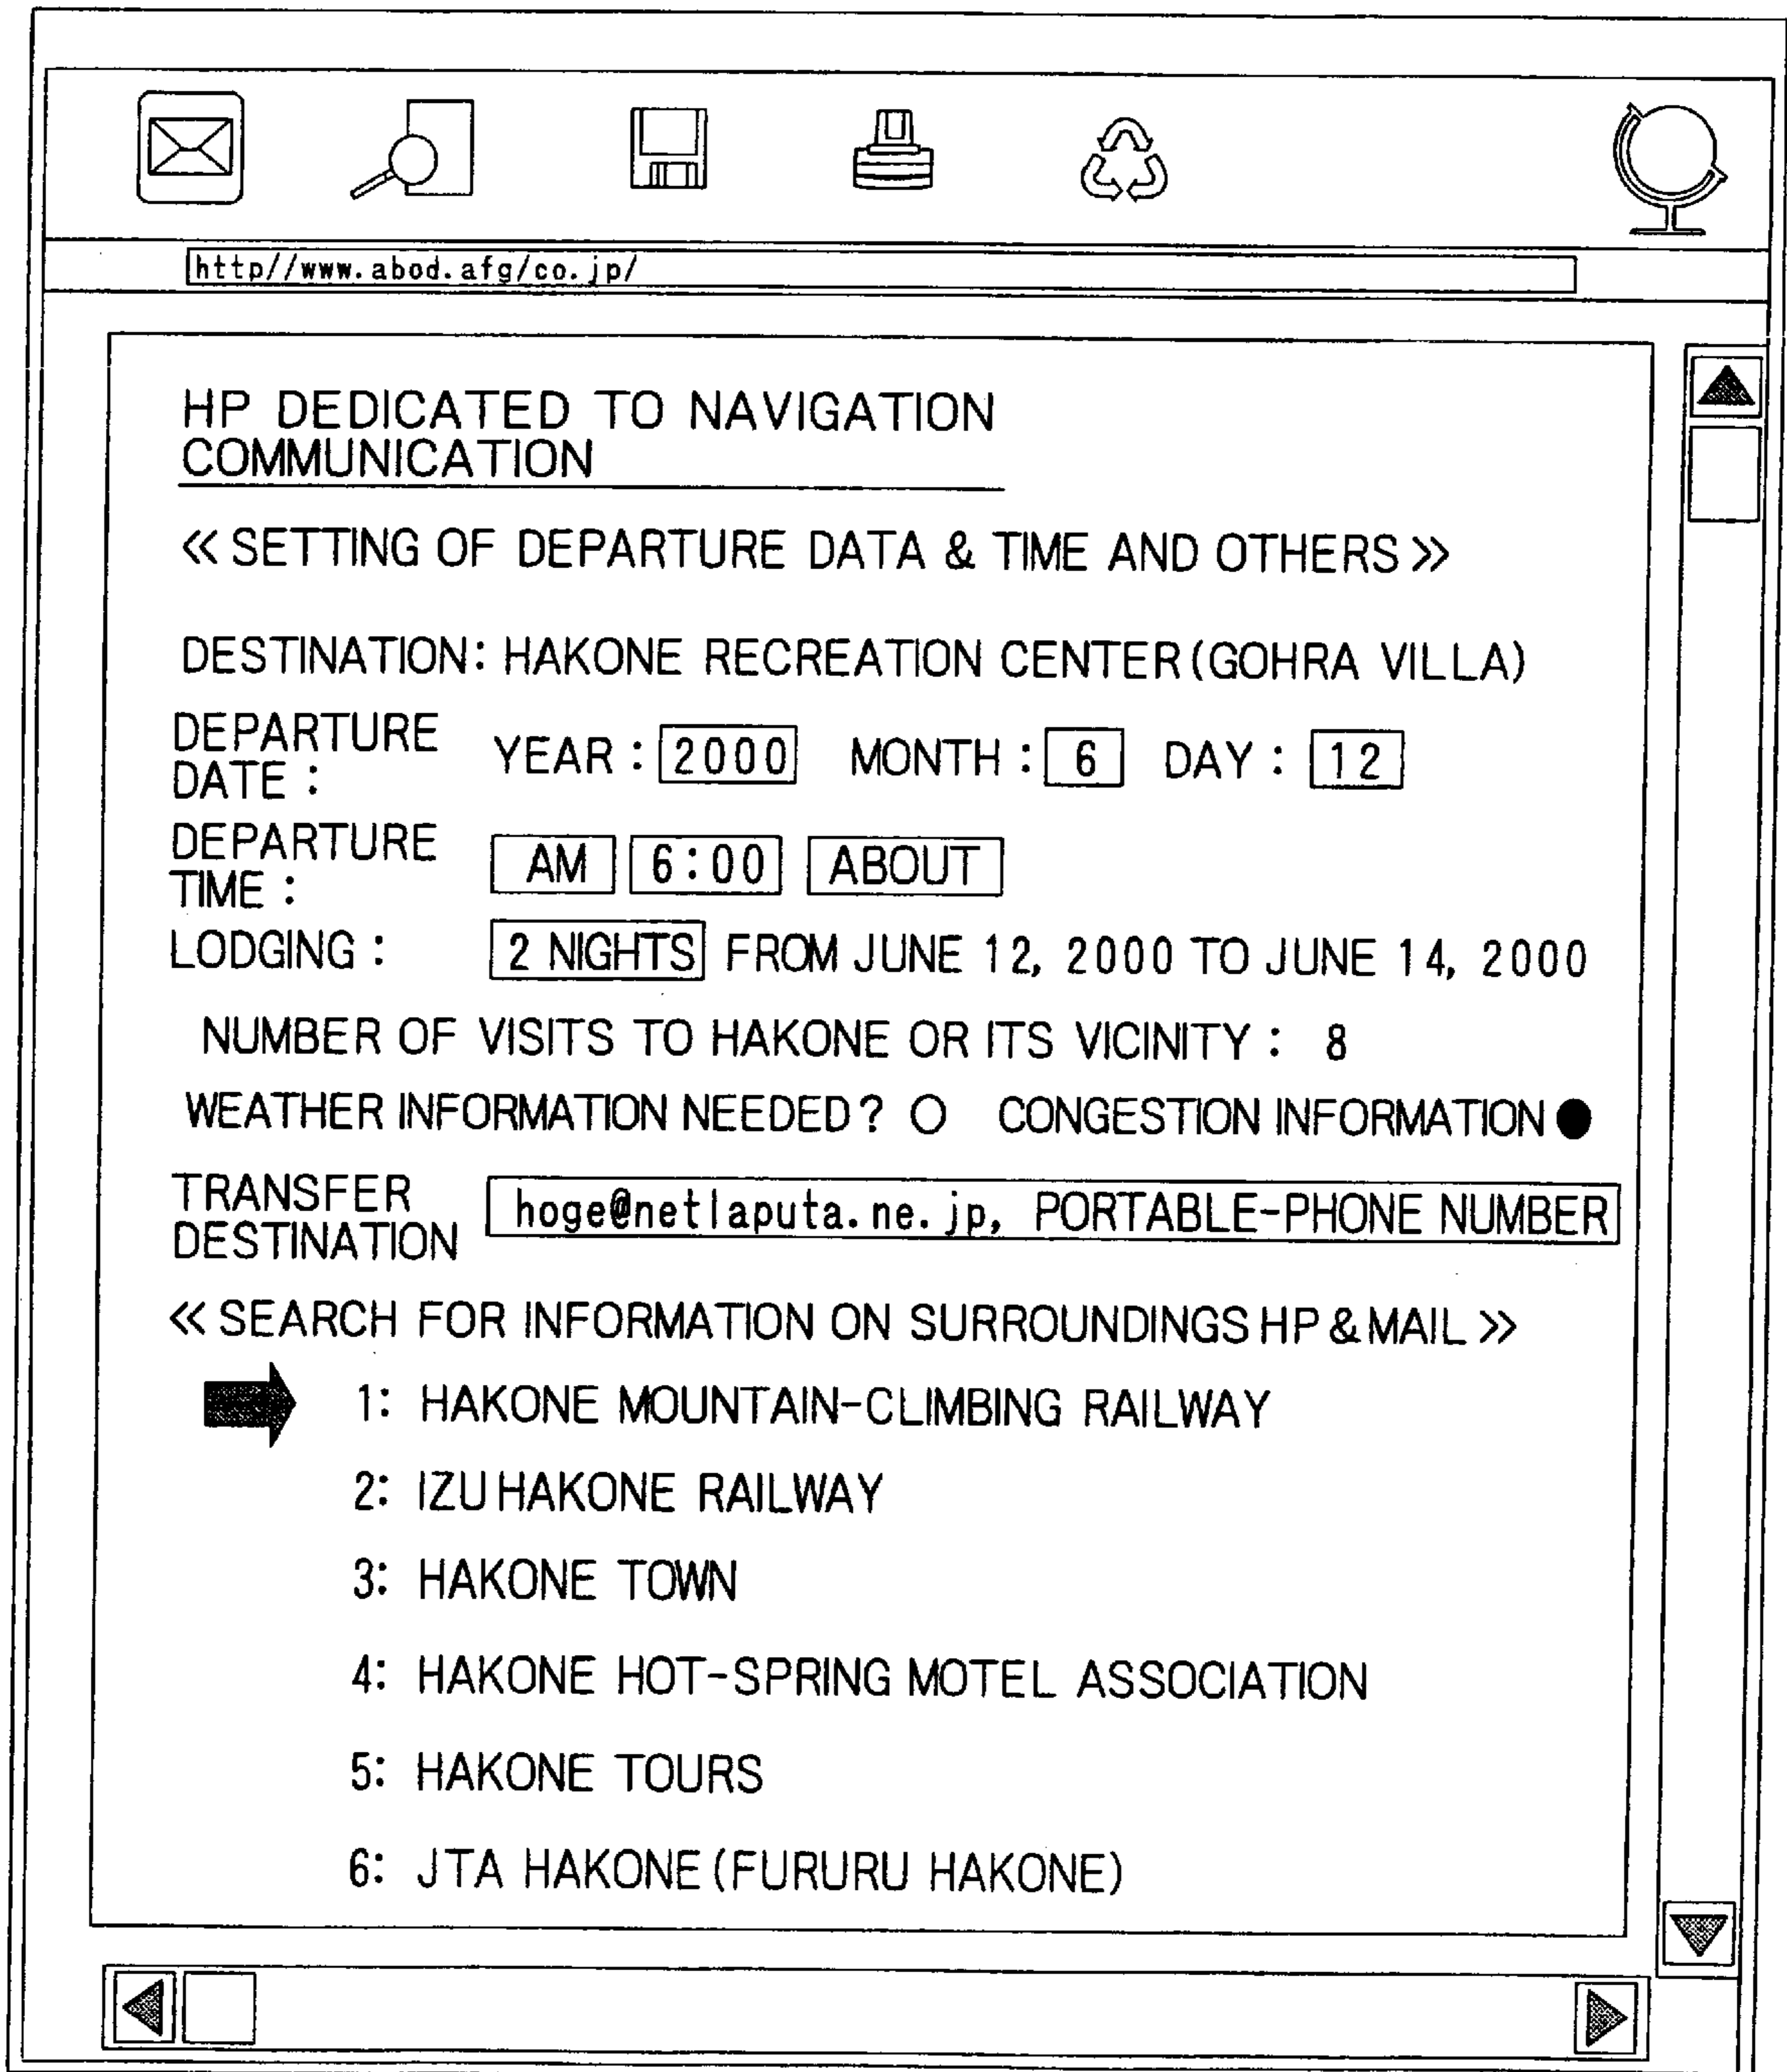 http//www.abod.afg/co.jp/
HP DEDICATED TO NAVIGATION
COMMUNICATION
≪ SETTING OF DEPARTURE DATA & TIME AND OTHERS ≫
DESTINATION: HAKONE RECREATION CENTER (GOHRA VILLA)
DEPARTURE
DATE : YEAR : 2000 MONTH : 6 DAY : 12
DEPARTURE
TIME : AM 6:00 ABOUT
LODGING : 2 NIGHTS FROM JUNE 12, 2000 TO JUNE 14, 2000
NUMBER OF VISITS TO HAKONE OR ITS VICINITY : 8
WEATHER INFORMATION NEEDED? ○ CONGESTION INFORMATION ●
TRANSFER
DESTINATION hoge@netlaputa.ne.jp, PORTABLE-PHONE NUMBER
≪ SEARCH FOR INFORMATION ON SURROUNDINGS HP & MAIL ≫
1: HAKONE MOUNTAIN-CLIMBING RAILWAY
2: IZU HAKONE RAILWAY
3: HAKONE TOWN
4: HAKONE HOT-SPRING MOTEL ASSOCIATION
5: HAKONE TOURS
6: JTA HAKONE (FURURU HAKONE)